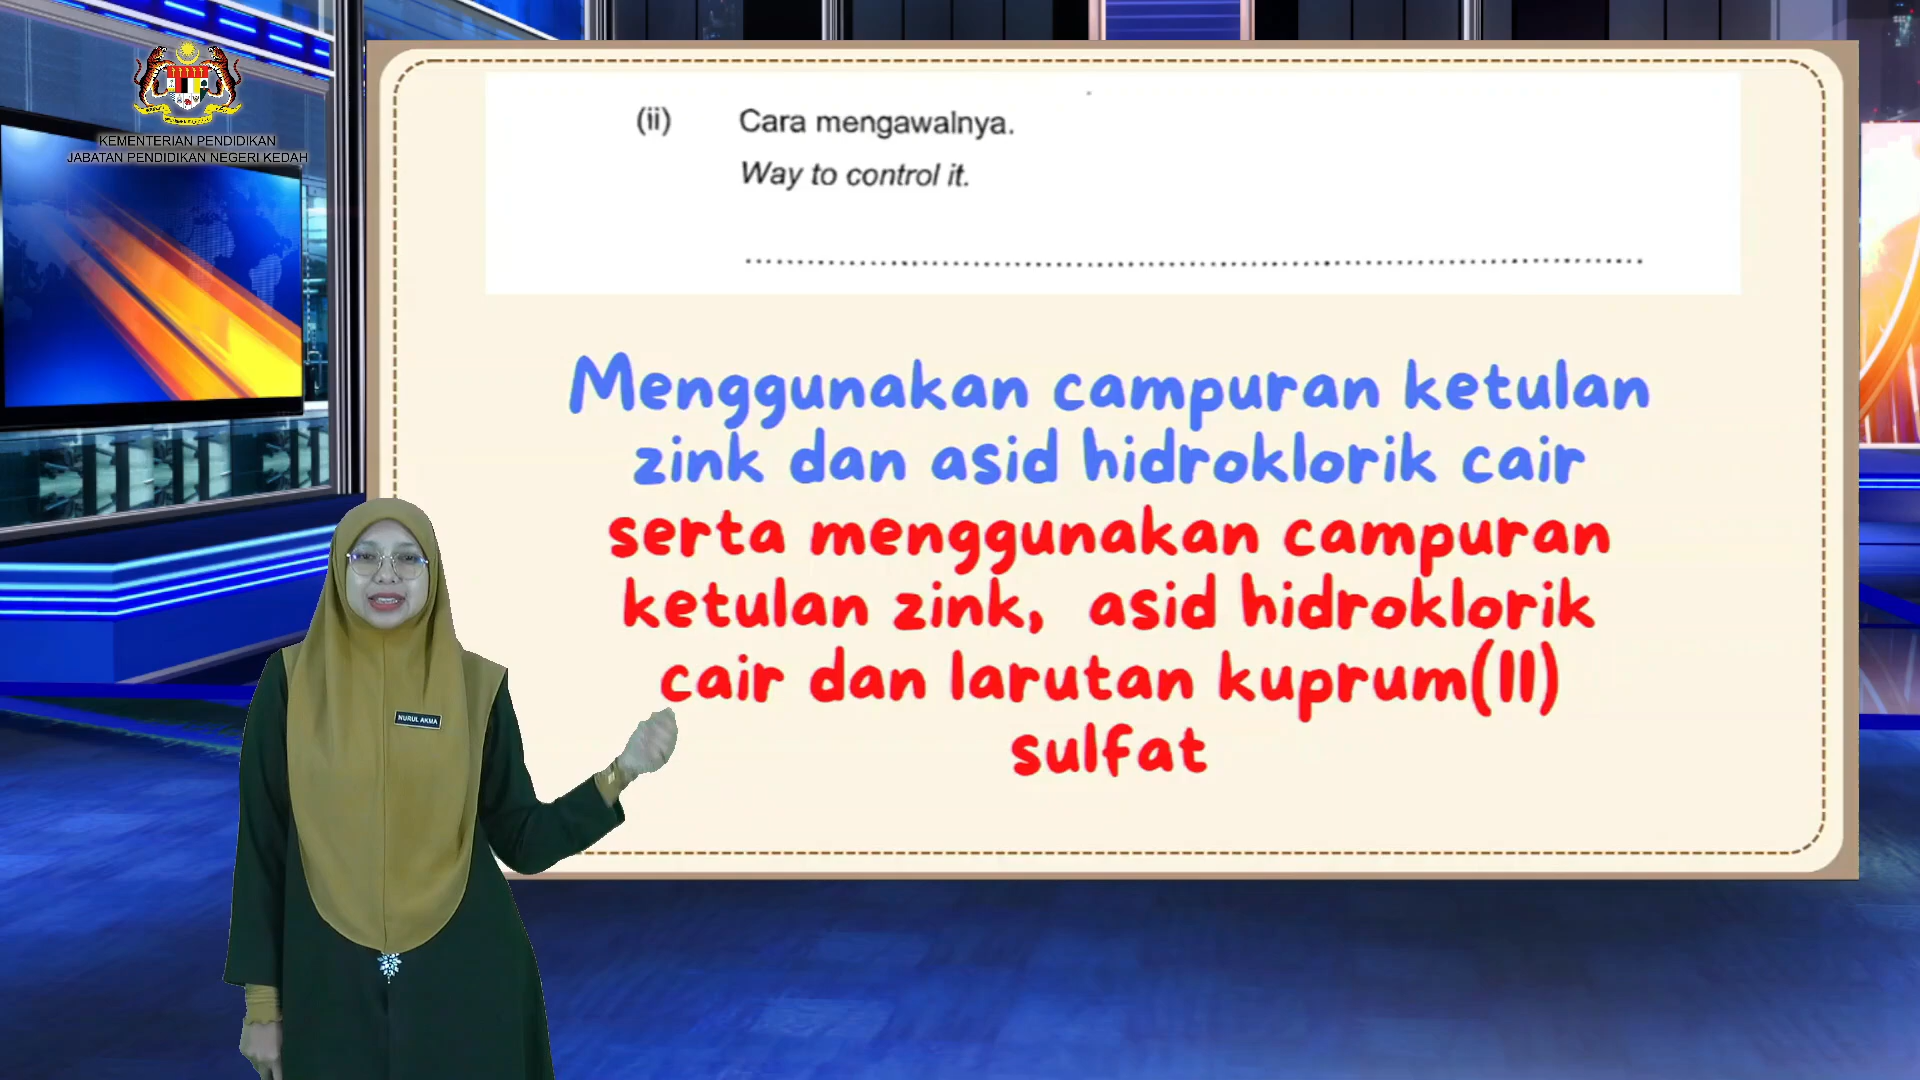 KEMENTERIAN PENDIDIKAN
JABATAN PENDIDIKAN NEGERI KEDAH
(ii) Cara mengawalnya.
Way to control it.
Menggunakan campuran ketulan
zink dan asid hidroklorik cair
serta menggunakan campuran
ketulan zink, asid hidroklorik
cair dan larutan kuprum(II)
sulfat
NURUL AKMA